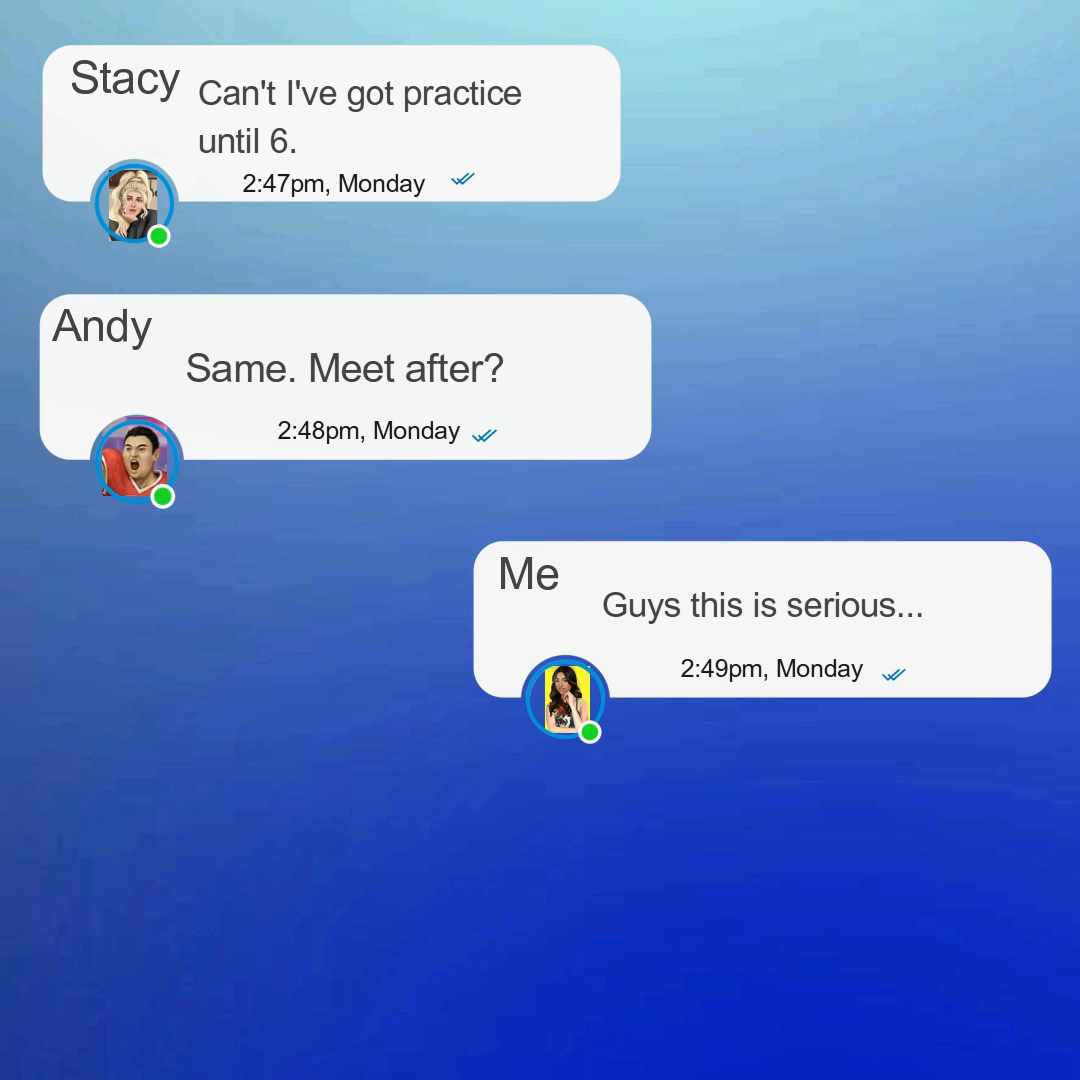 Stacy
Can't I've got practice
until 6.
2:47pm, Monday
Andy
Same. Meet after?
2:48pm, Monday
Me
Guys this is serious...
2:49pm, Monday